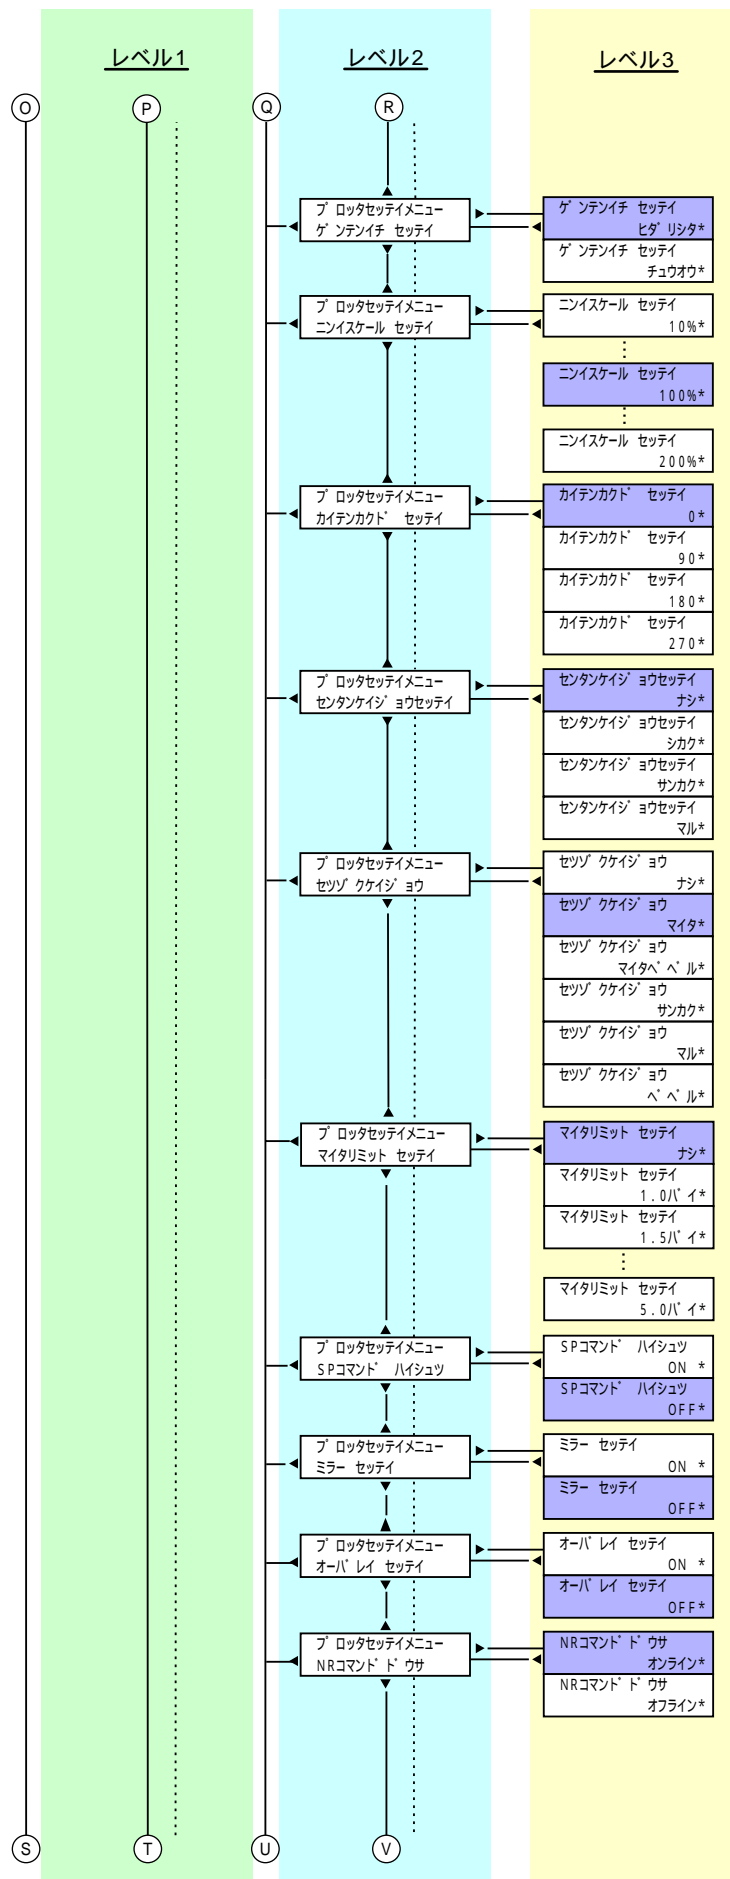 レベル1
レベル2
レベル3
O
P
Q
R
プロッタセッテイメニュー
ゲンテンイチ セッテイ
ゲンテンイチ セッテイ
ヒダリシタ*
ゲンテンイチ セッテイ
チュウオウ*
プロッタセッテイメニュー
ニンイスケール セッテイ
ニンイスケール セッテイ
10%*
ニンイスケール セッテイ
100%*
ニンイスケール セッテイ
200%*
プロッタセッテイメニュー
カイテンカクド セッテイ
カイテンカクド セッテイ
0*
カイテンカクド セッテイ
90*
カイテンカクド セッテイ
180*
カイテンカクド セッテイ
270*
プロッタセッテイメニュー
センタンケイジョウセッテイ
センタンケイジョウセッテイ
ナシ*
センタンケイジョウセッテイ
シカク*
センタンケイジョウセッテイ
サンカク*
センタンケイジョウセッテイ
マル*
プロッタセッテイメニュー
セツゾクケイジョウ
セツゾクケイジョウ
ナシ*
セツゾクケイジョウ
マイタ*
セツゾクケイジョウ
マイタベベル*
セツゾクケイジョウ
サンカク*
セツゾクケイジョウ
マル*
セツゾクケイジョウ
ベベル*
プロッタセッテイメニュー
マイタリミット セッテイ
マイタリミット セッテイ
ナシ*
マイタリミット セッテイ
1.0バイ*
マイタリミット セッテイ
1.5バイ*
マイタリミット セッテイ
5.0バイ*
プロッタセッテイメニュー
SPコマンド ハイシュツ
SPコマンド ハイシュツ
ON *
SPコマンド ハイシュツ
OFF*
プロッタセッテイメニュー
ミラー セッテイ
ミラー セッテイ
ON *
ミラー セッテイ
OFF*
プロッタセッテイメニュー
オーバレイ セッテイ
オーバレイ セッテイ
ON *
オーバレイ セッテイ
OFF*
プロッタセッテイメニュー
NRコマンドドウサ
NRコマンドドウサ
オンライン*
NRコマンドドウサ
オフライン*
S
T
U
V